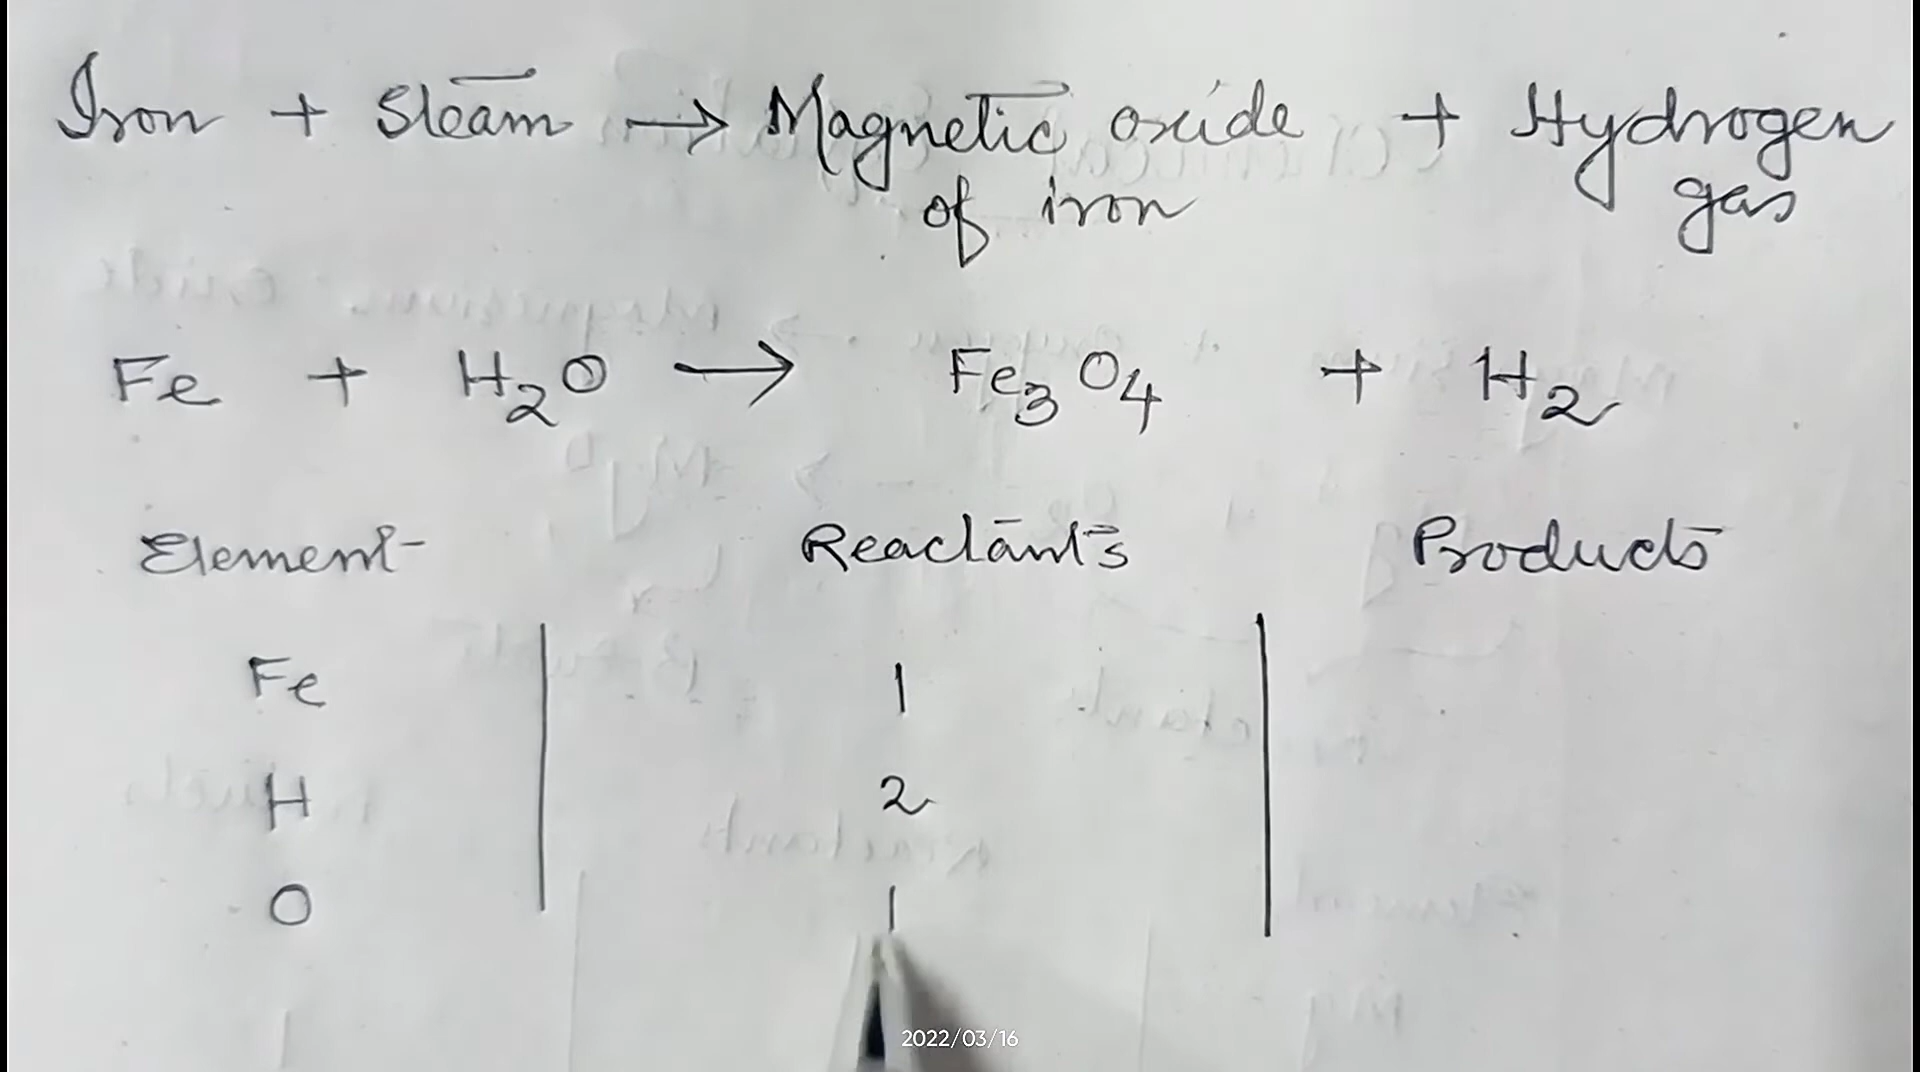 Iron + Steam → Magnetic oxide + Hydrogen
of iron gas
Fe + H₂O → Fe₃O₄ + H₂
Element Reactants Products
Fe 1
H 2
O 1
2022/03/16